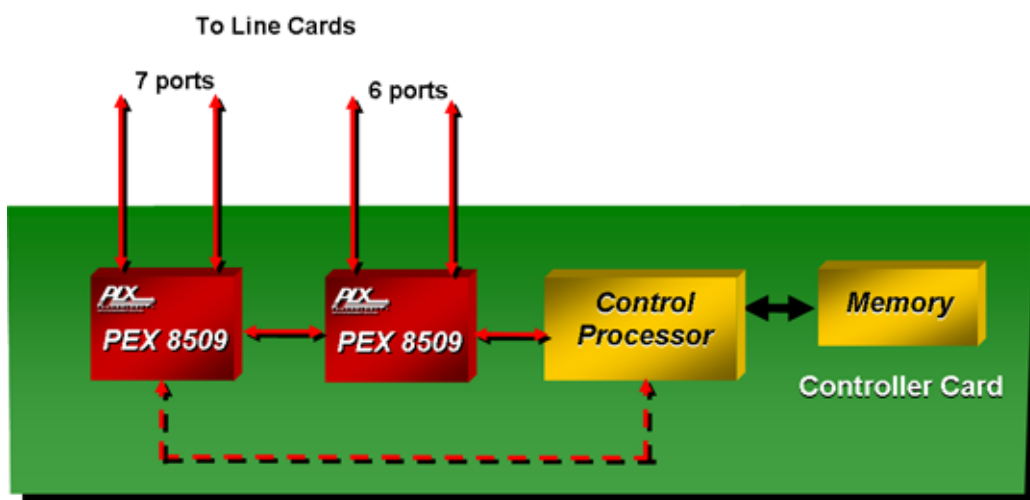 To Line Cards
7 ports
6 ports
PLX
PEX 8509
PLX
PEX 8509
Control
Processor
Memory
Controller Card